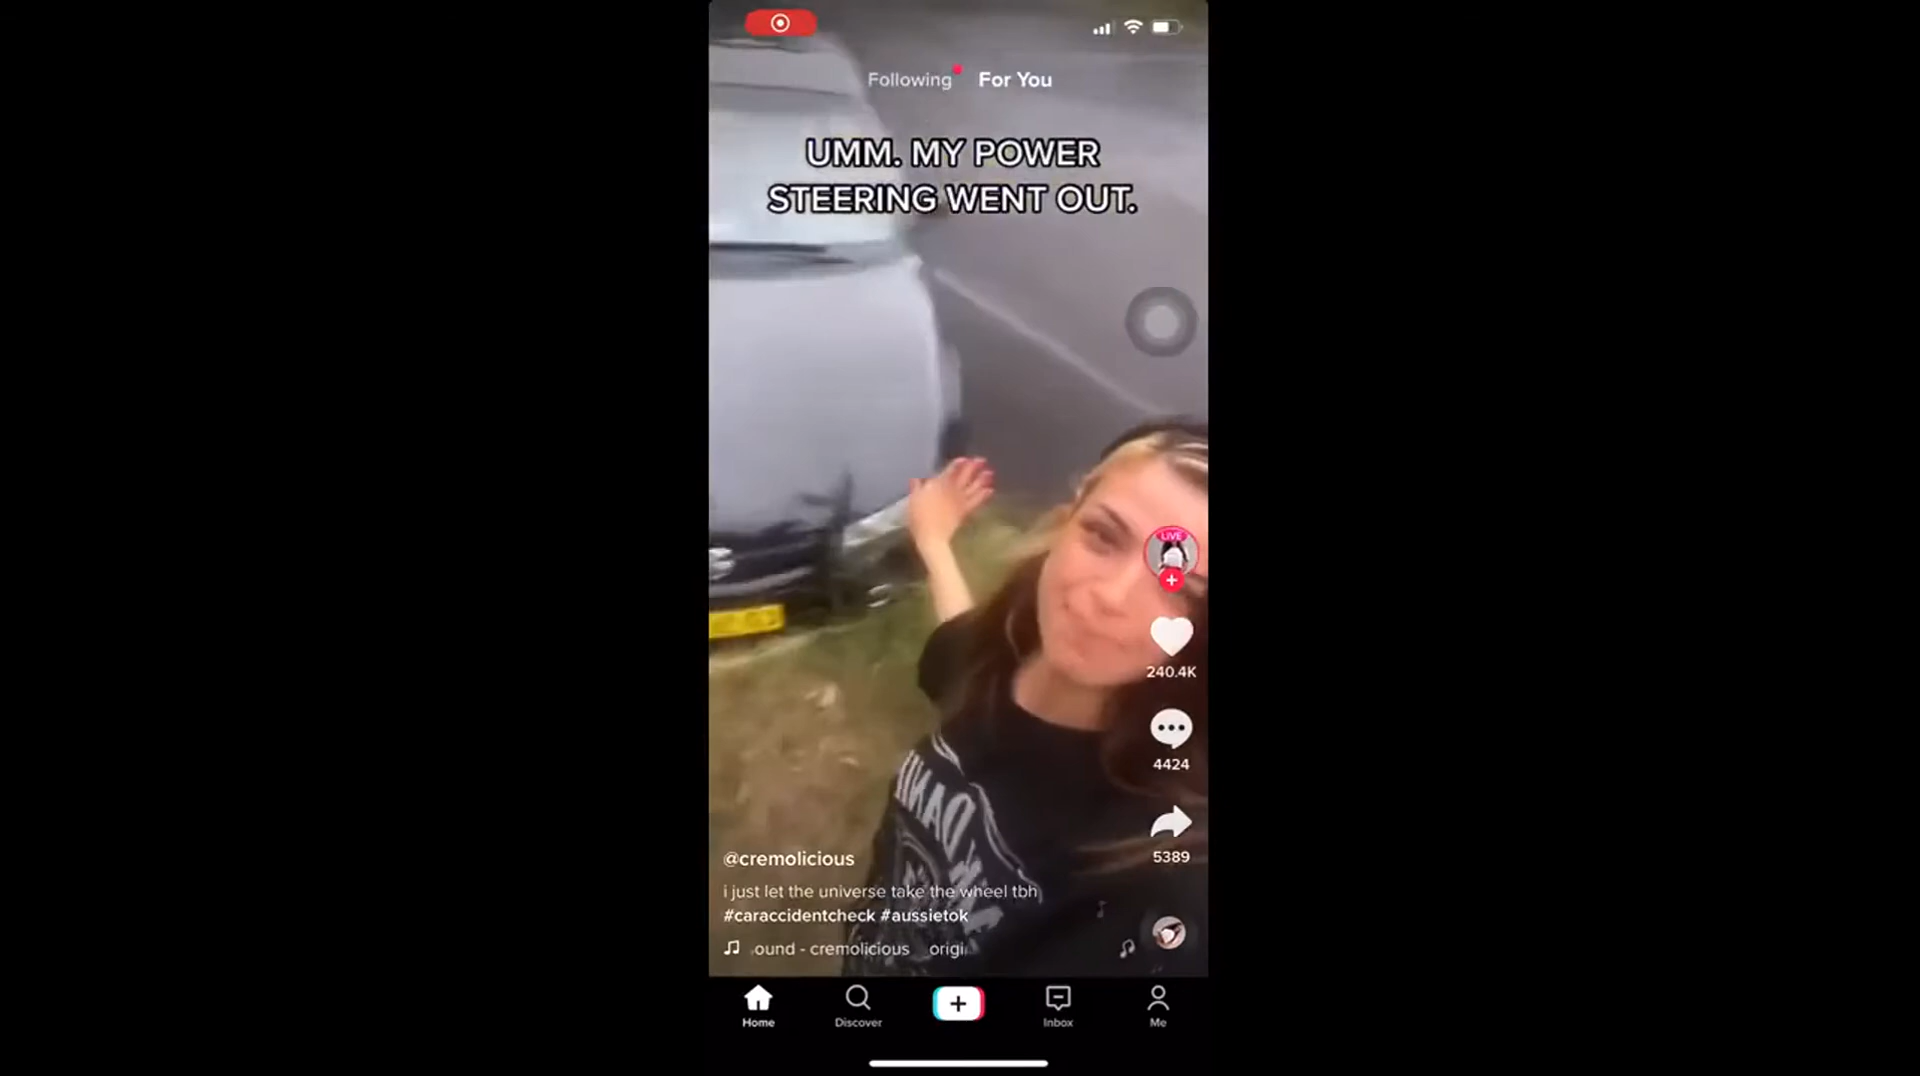 Following
For You
UMM. MY POWER
STEERING WENT OUT.
LIVE
240.4K
4424
5389
@cremolicious
i just let the universe take the wheel tbh
#caraccidentcheck #aussietok
ound - cremolicious origi
Home
Discover
Inbox
Me